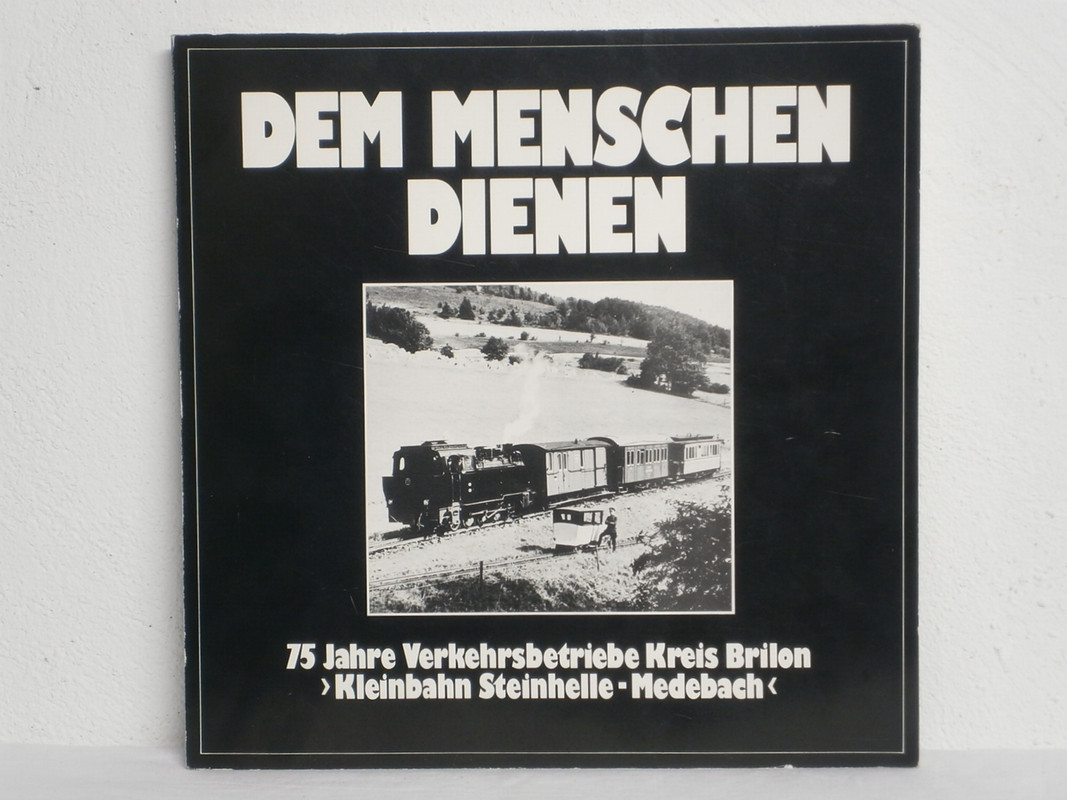 DEM MENSCHEN
DIENEN
75 Jahre Verkehrsbetriebe Kreis Brilon
›Kleinbahn Steinhelle-Medebach‹